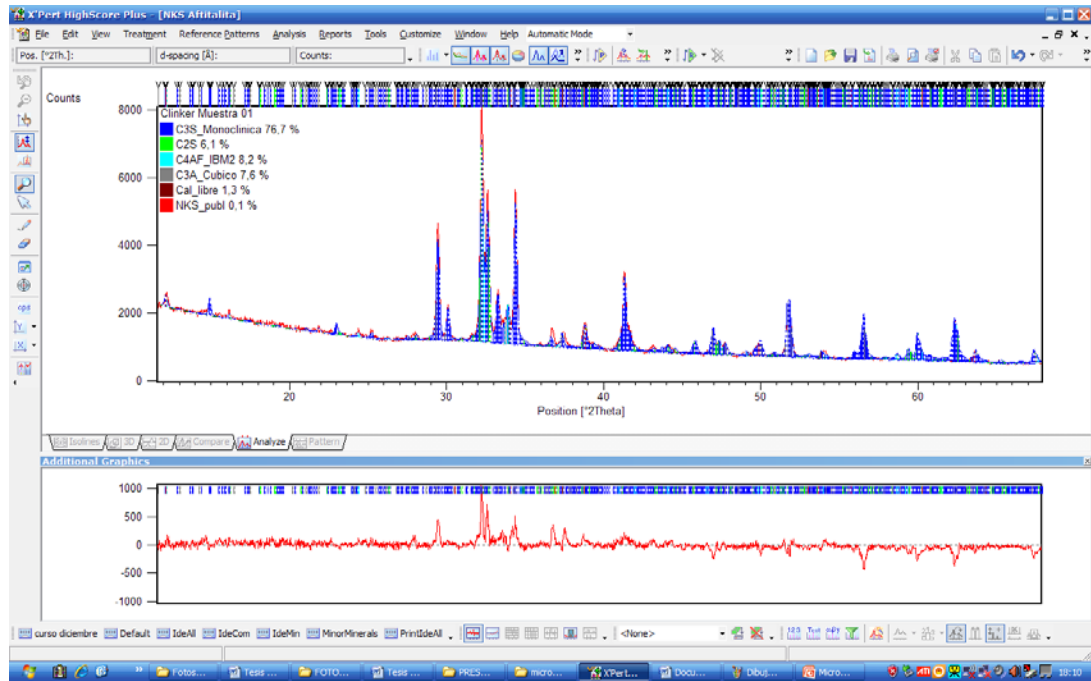 X'Pert HighScore Plus - [NKS Aftitalita]
File Edit View Treatment Reference Patterns Analysis Reports Tools Customize Window Help Automatic Mode
Pos. [°2Th.]: d-spacing [Å]: Counts:
Counts
Clinker Muestra 01
C3S_Monoclinica 76,7 %
C2S 6,1 %
C4AF_IBM2 8,2 %
C3A_Cubico 7,6 %
Cal_libre 1,3 %
NKS_publ 0,1 %
8000
6000
4000
2000
0
20 30 40 50 60
Position [°2Theta]
Isolines 3D 2D Compare Analyze Pattern
Additional Graphics
1000
500
0
-500
-1000
curso diciembre Default IdeAll IdeCom IdeMin MinorMinerals PrintIdeAll <None>
Fotos... Tesis ... FOTO... Tesis ... PRES... micro... X'Pert... Docu... Dibuj... Micro... 18:10